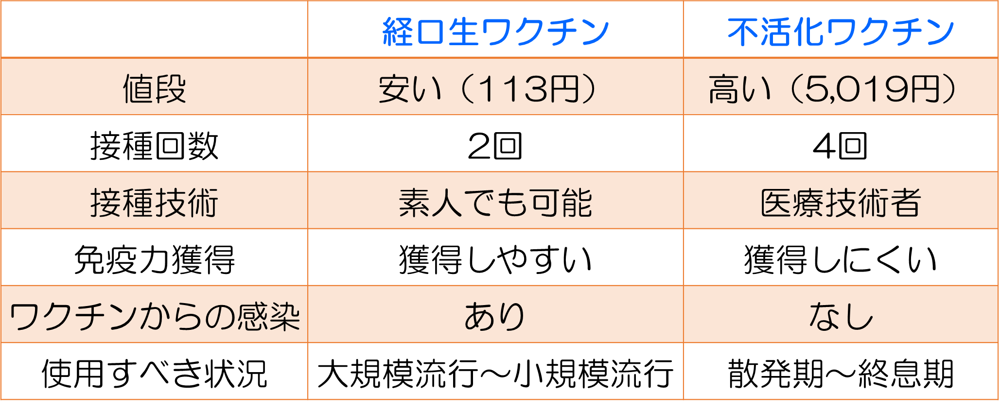 経口生ワクチン 不活化ワクチン
値段 安い（113円） 高い（5,019円）
接種回数 2回 4回
接種技術 素人でも可能 医療技術者
免疫力獲得 獲得しやすい 獲得しにくい
ワクチンからの感染 あり なし
使用すべき状況 大規模流行〜小規模流行 散発期〜終息期